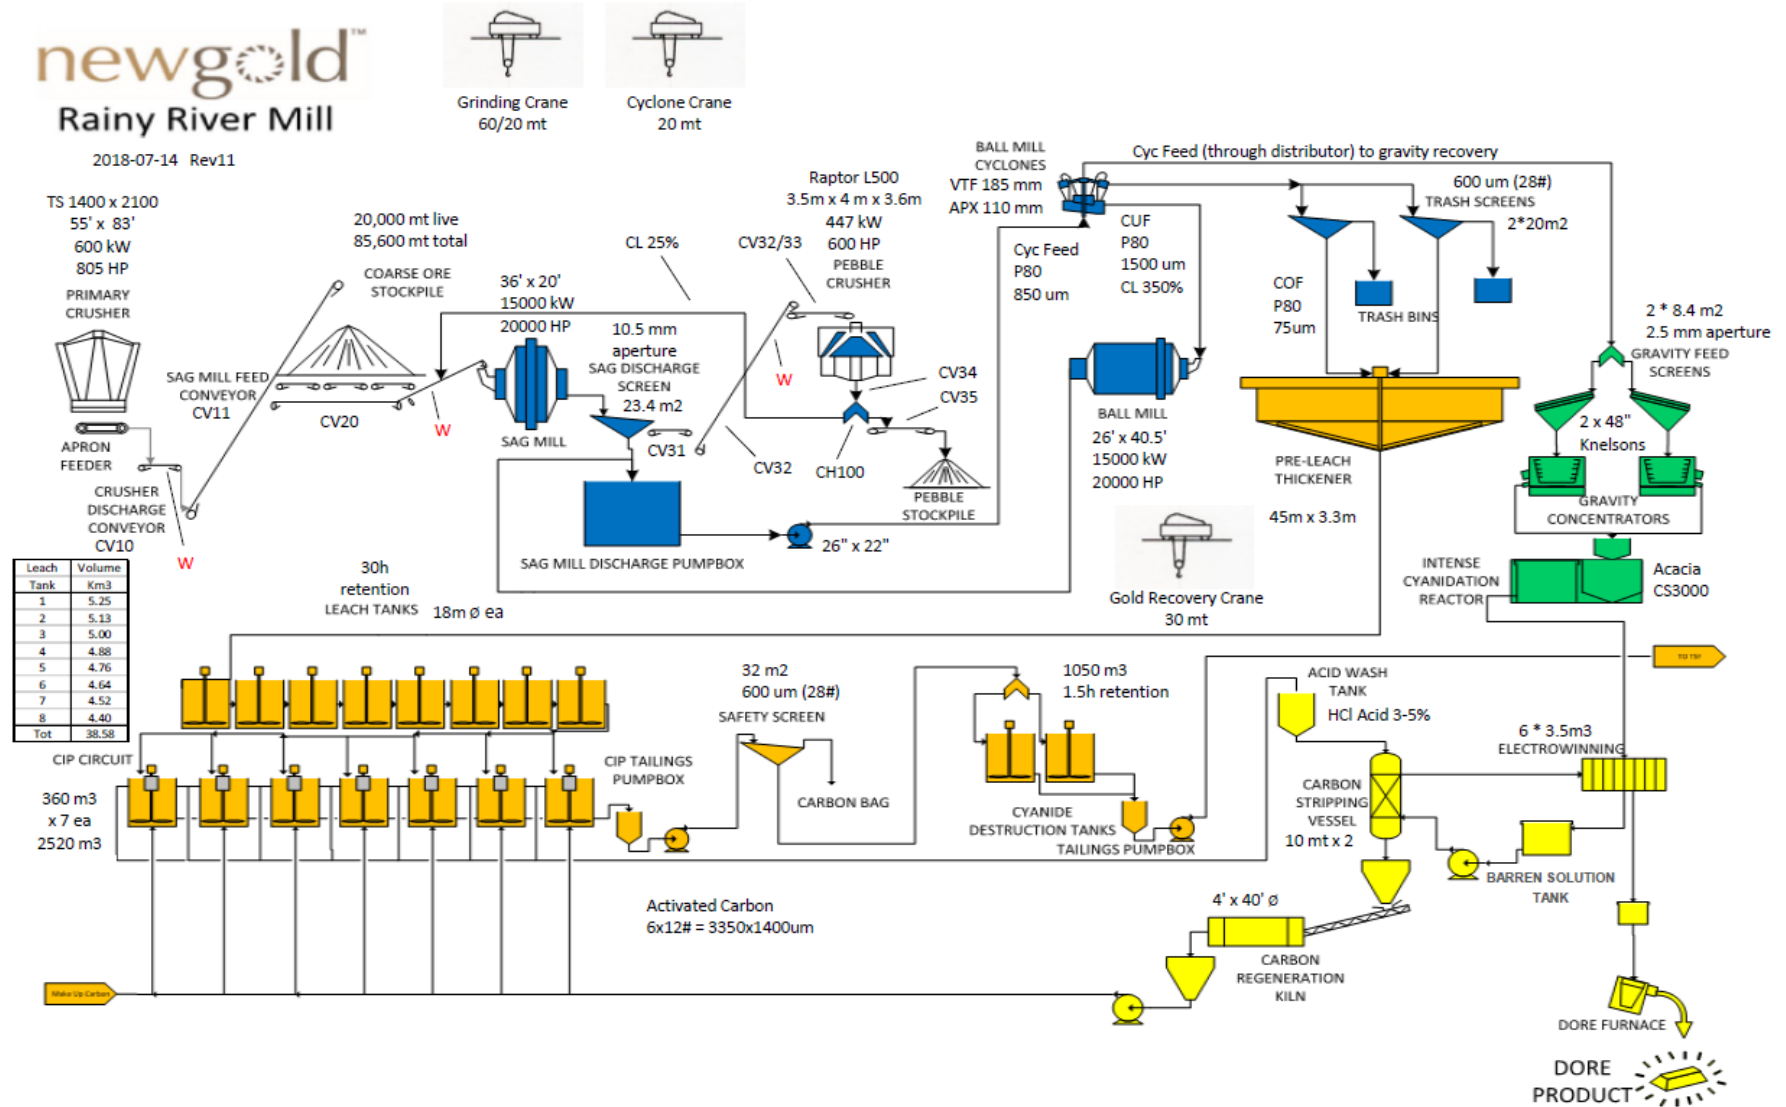 newgold™
Rainy River Mill
2018-07-14 Rev11
Grinding Crane
60/20 mt
Cyclone Crane
20 mt
TS 1400 x 2100
55' x 83'
600 kW
805 HP
PRIMARY
CRUSHER
APRON
FEEDER
CRUSHER
DISCHARGE
CONVEYOR
CV10
W
SAG MILL FEED
CONVEYOR
CV11
20,000 mt live
85,600 mt total
COARSE ORE
STOCKPILE
CV20
W
36' x 20'
15000 kW
20000 HP
SAG MILL
10.5 mm
aperture
SAG DISCHARGE
SCREEN
23.4 m2
CV31
SAG MILL DISCHARGE PUMPBOX
26" x 22"
CL 25%
CV32/33
W
CV32
Raptor L500
3.5m x 4 m x 3.6m
447 kW
600 HP
PEBBLE
CRUSHER
CV34
CV35
CH100
PEBBLE
STOCKPILE
BALL MILL
CYCLONES
VTF 185 mm
APX 110 mm
Cyc Feed
P80
850 um
CUF
P80
1500 um
CL 350%
BALL MILL
26' x 40.5'
15000 kW
20000 HP
Cyc Feed (through distributor) to gravity recovery
600 um (28#)
TRASH SCREENS
2*20m2
COF
P80
75um
TRASH BINS
PRE-LEACH
THICKENER
45m x 3.3m
2 * 8.4 m2
2.5 mm aperture
GRAVITY FEED
SCREENS
2 x 48"
Knelsons
GRAVITY
CONCENTRATORS
INTENSE
CYANIDATION
REACTOR
Acacia
CS3000
Gold Recovery Crane
30 mt
Leach Volume
Tank Km3
1 5.25
2 5.13
3 5.00
4 4.88
5 4.76
6 4.64
7 4.52
8 4.40
Tot 38.58
30h
retention
LEACH TANKS
18m ø ea
CIP CIRCUIT
360 m3
x 7 ea
2520 m3
CIP TAILINGS
PUMPBOX
32 m2
600 um (28#)
SAFETY SCREEN
CARBON BAG
1050 m3
1.5h retention
CYANIDE
DESTRUCTION TANKS
TAILINGS PUMPBOX
TO TSF
ACID WASH
TANK
HCl Acid 3-5%
6 * 3.5m3
ELECTROWINNING
CARBON
STRIPPING
VESSEL
10 mt x 2
BARREN SOLUTION
TANK
4' x 40' ø
CARBON
REGENERATION
KILN
Activated Carbon
6x12# = 3350x1400um
Make Up Carbon
DORE FURNACE
DORE
PRODUCT